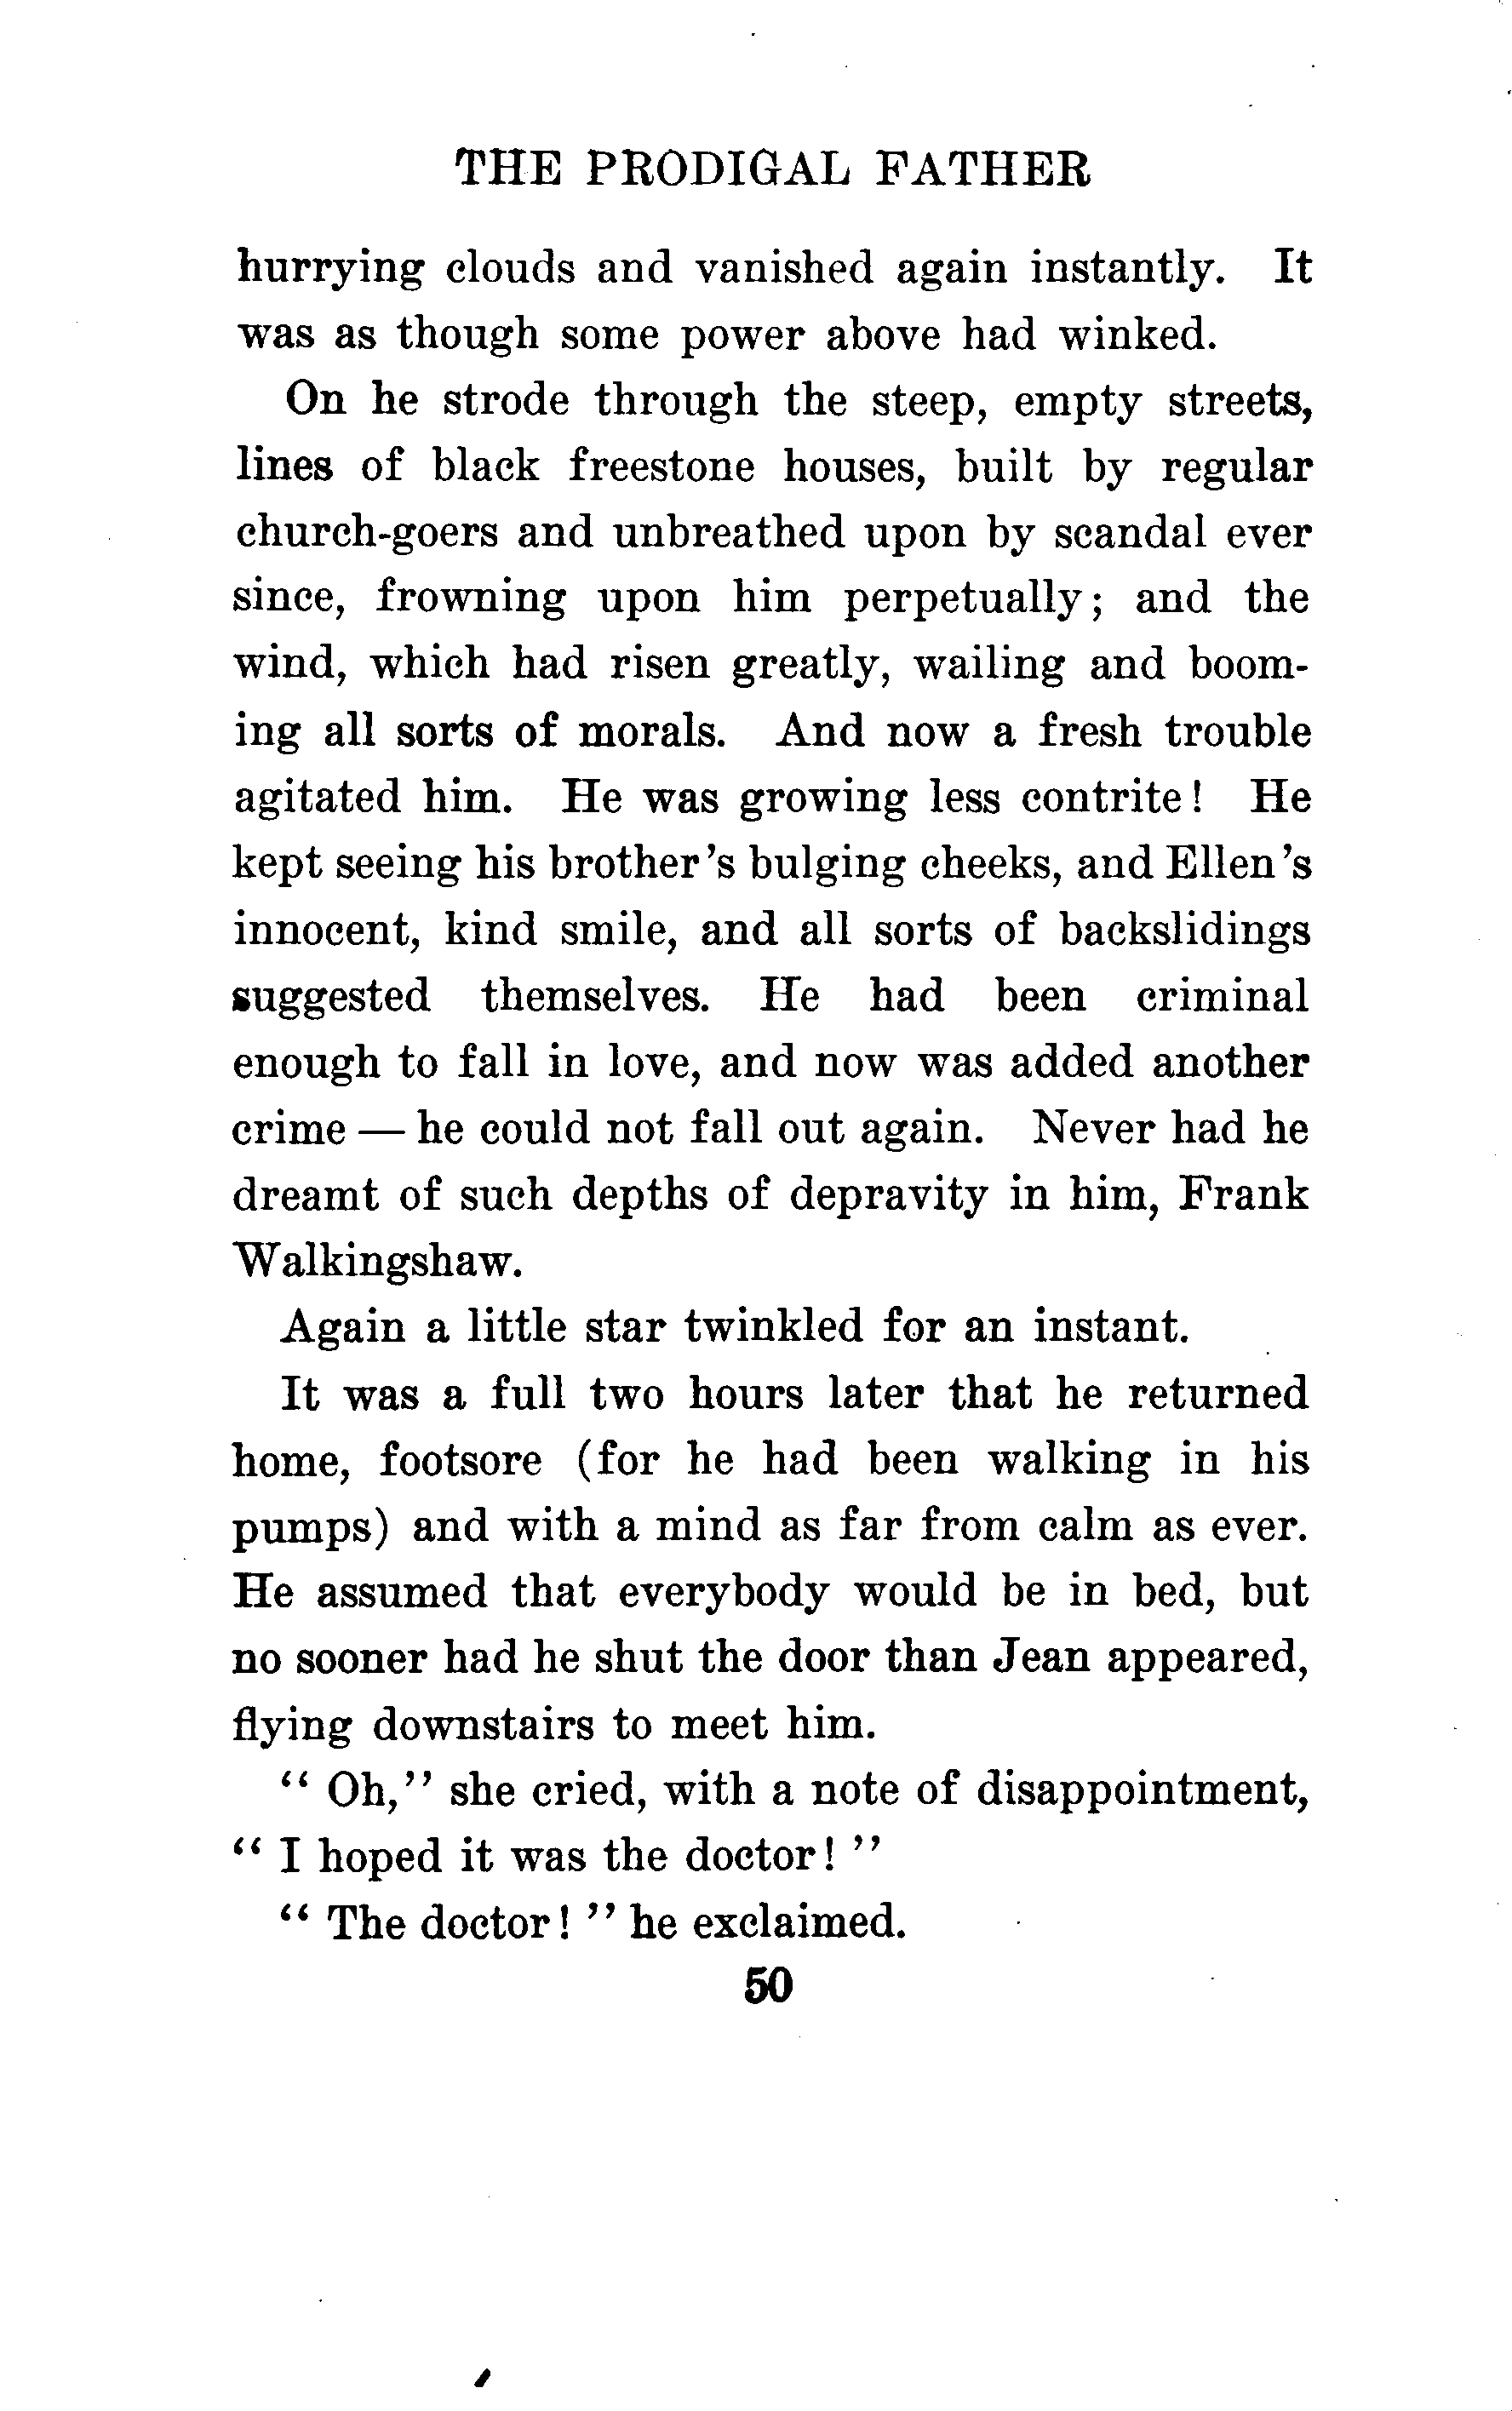 THE PRODIGAL FATHER
hurrying clouds and vanished again instantly. It
was as though some power above had winked.
On he strode through the steep, empty streets,
lines of black freestone houses, built by regular
church-goers and unbreathed upon by scandal ever
since, frowning upon him perpetually; and the
wind, which had risen greatly, wailing and boom-
ing all sorts of morals. And now a fresh trouble
agitated him. He was growing less contrite! He
kept seeing his brother's bulging cheeks, and Ellen's
innocent, kind smile, and all sorts of backslidings
suggested themselves. He had been criminal
enough to fall in love, and now was added another
crime — he could not fall out again. Never had he
dreamt of such depths of depravity in him, Frank
Walkingshaw.
Again a little star twinkled for an instant.
It was a full two hours later that he returned
home, footsore (for he had been walking in his
pumps) and with a mind as far from calm as ever.
He assumed that everybody would be in bed, but
no sooner had he shut the door than Jean appeared,
flying downstairs to meet him.
“ Oh,” she cried, with a note of disappointment,
“ I hoped it was the doctor! ”
“ The doctor! ” he exclaimed.
50